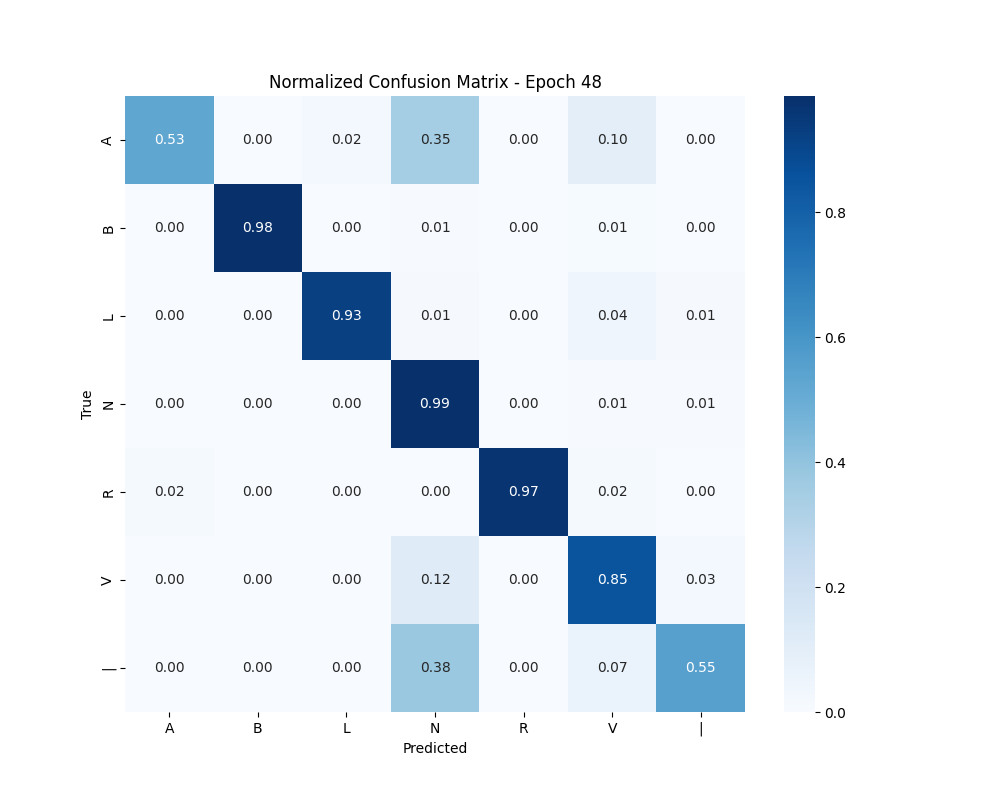 Normalized Confusion Matrix - Epoch 48
A 0.53 0.00 0.02 0.35 0.00 0.10 0.00
B 0.00 0.98 0.00 0.01 0.00 0.01 0.00
0.8
L 0.00 0.00 0.93 0.01 0.00 0.04 0.01
0.6
True
N 0.00 0.00 0.00 0.99 0.00 0.01 0.01
0.4
R 0.02 0.00 0.00 0.00 0.97 0.02 0.00
V 0.00 0.00 0.00 0.12 0.00 0.85 0.03
0.2
| 0.00 0.00 0.00 0.38 0.00 0.07 0.55
0.0
A B L N R V |
Predicted